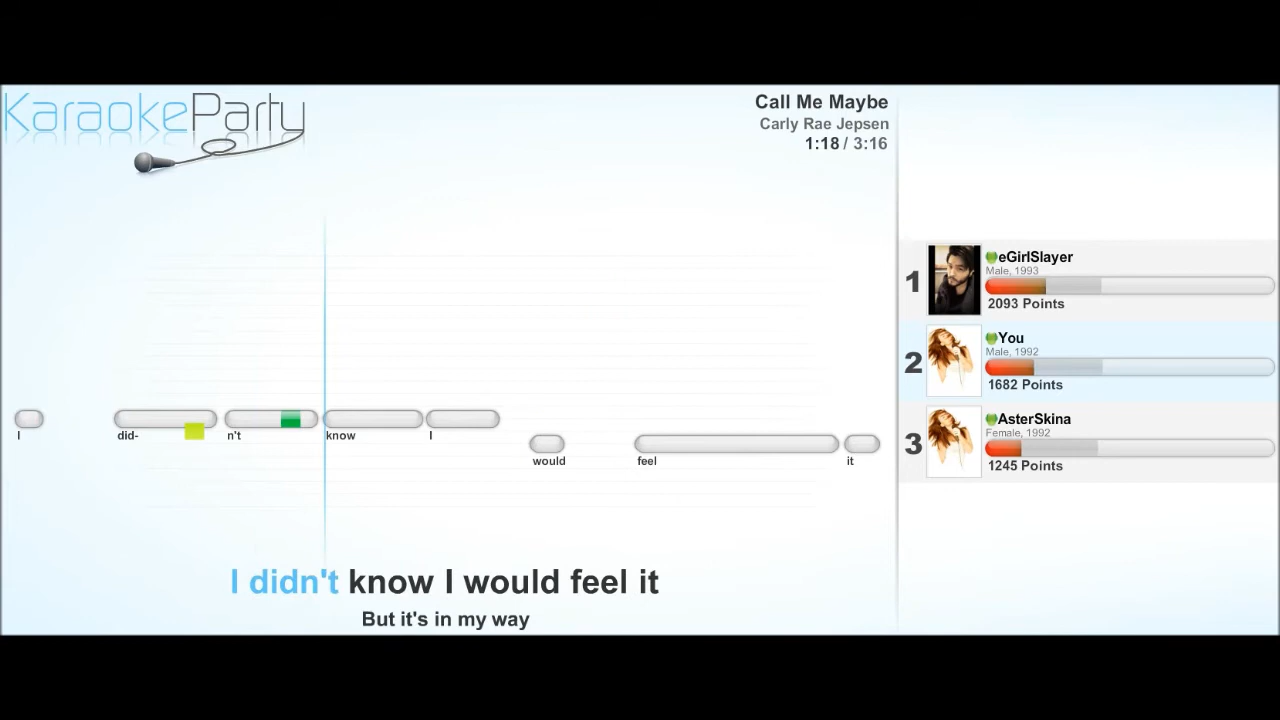 KaraokeParty
Call Me Maybe
Carly Rae Jepsen
1:18 / 3:16
1
eGirlSlayer
Male, 1993
2093 Points
2
You
Male, 1992
1682 Points
3
AsterSkina
Female, 1992
1245 Points
I did- n't know I
would feel it
I didn't know I would feel it
But it's in my way